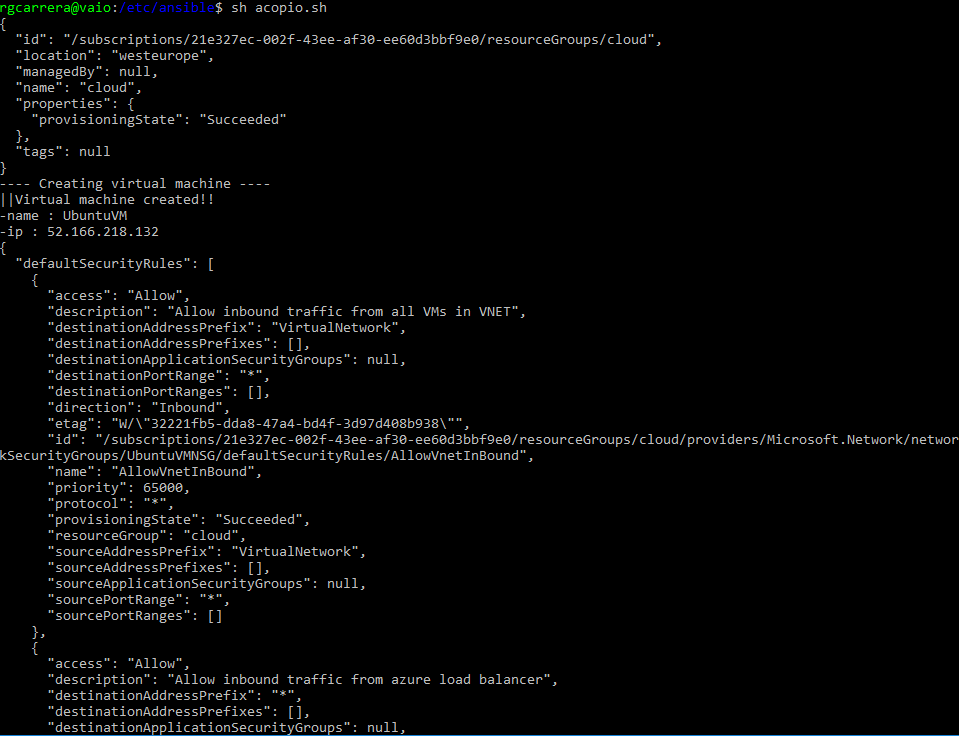 rgcarrera@vaio:/etc/ansible$ sh acopio.sh
{
  "id": "/subscriptions/21e327ec-002f-43ee-af30-ee60d3bbf9e0/resourceGroups/cloud",
  "location": "westeurope",
  "managedBy": null,
  "name": "cloud",
  "properties": {
    "provisioningState": "Succeeded"
  },
  "tags": null
}
---- Creating virtual machine ----
||Virtual machine created!!
-name : UbuntuVM
-ip : 52.166.218.132
{
  "defaultSecurityRules": [
    {
      "access": "Allow",
      "description": "Allow inbound traffic from all VMs in VNET",
      "destinationAddressPrefix": "VirtualNetwork",
      "destinationAddressPrefixes": [],
      "destinationApplicationSecurityGroups": null,
      "destinationPortRange": "*",
      "destinationPortRanges": [],
      "direction": "Inbound",
      "etag": "W/\"32221fb5-dda8-47a4-bd4f-3d97d408b938\"",
      "id": "/subscriptions/21e327ec-002f-43ee-af30-ee60d3bbf9e0/resourceGroups/cloud/providers/Microsoft.Network/networ
kSecurityGroups/UbuntuVMNSG/defaultSecurityRules/AllowVnetInBound",
      "name": "AllowVnetInBound",
      "priority": 65000,
      "protocol": "*",
      "provisioningState": "Succeeded",
      "resourceGroup": "cloud",
      "sourceAddressPrefix": "VirtualNetwork",
      "sourceAddressPrefixes": [],
      "sourceApplicationSecurityGroups": null,
      "sourcePortRange": "*",
      "sourcePortRanges": []
    },
    {
      "access": "Allow",
      "description": "Allow inbound traffic from azure load balancer",
      "destinationAddressPrefix": "*",
      "destinationAddressPrefixes": [],
      "destinationApplicationSecurityGroups": null,